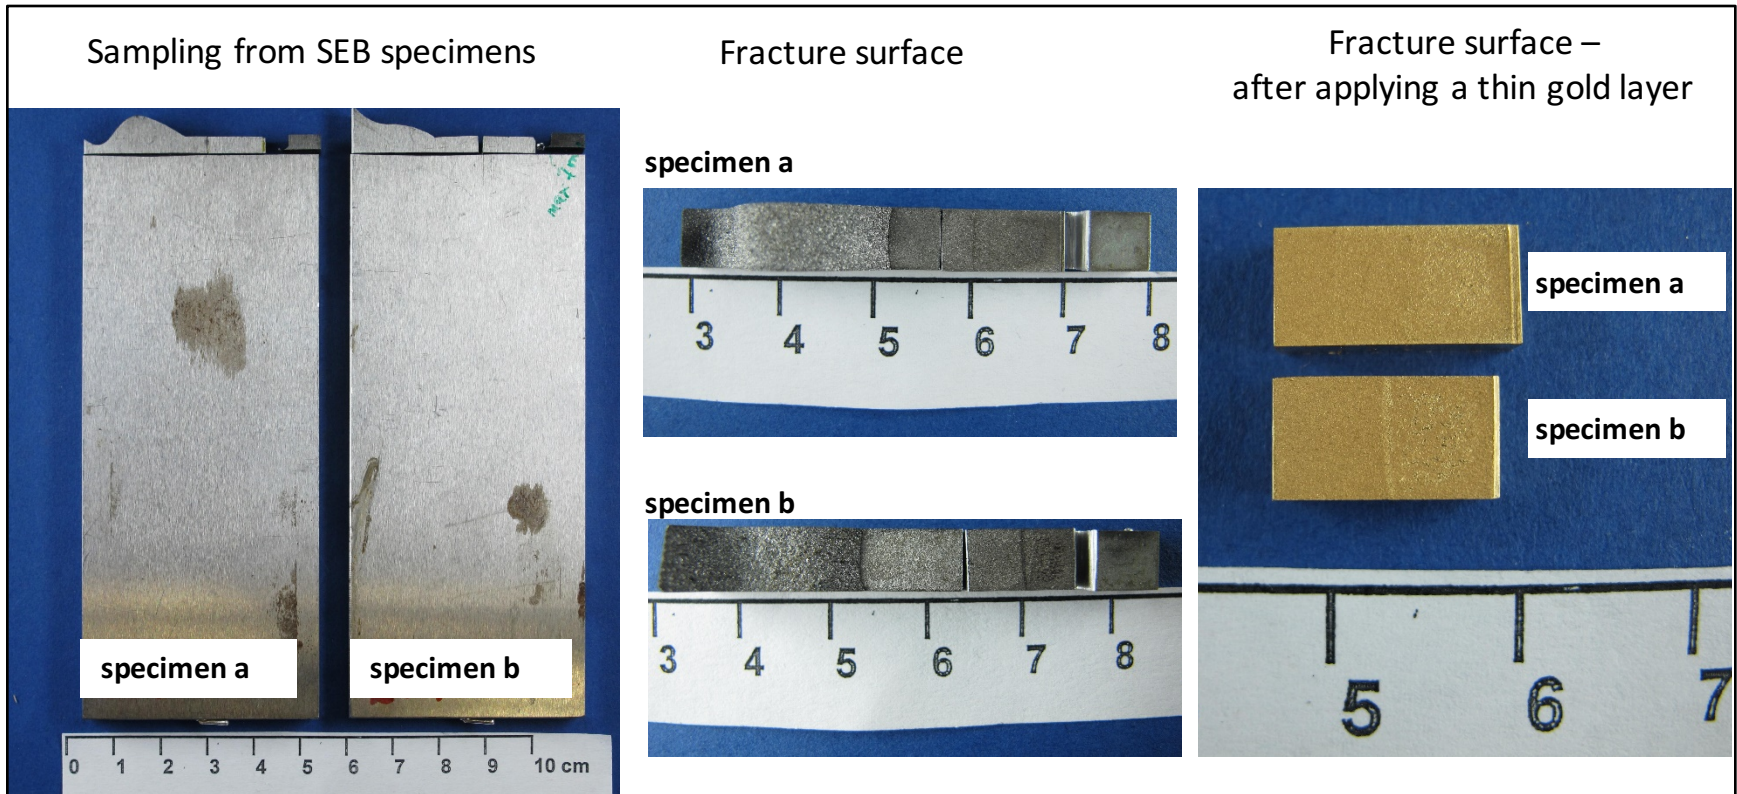 Sampling from SEB specimens
Fracture surface
Fracture surface –
after applying a thin gold layer
specimen a
specimen b
0 1 2 3 4 5 6 7 8 9 10 cm
specimen a
3 4 5 6 7 8
specimen b
3 4 5 6 7 8
specimen a
specimen b
5 6 7